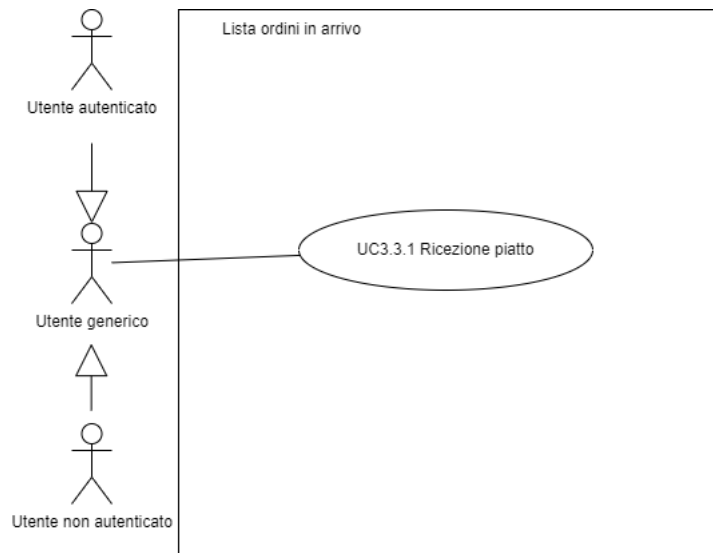 Lista ordini in arrivo
Utente autenticato
UC3.3.1 Ricezione piatto
Utente generico
Utente non autenticato